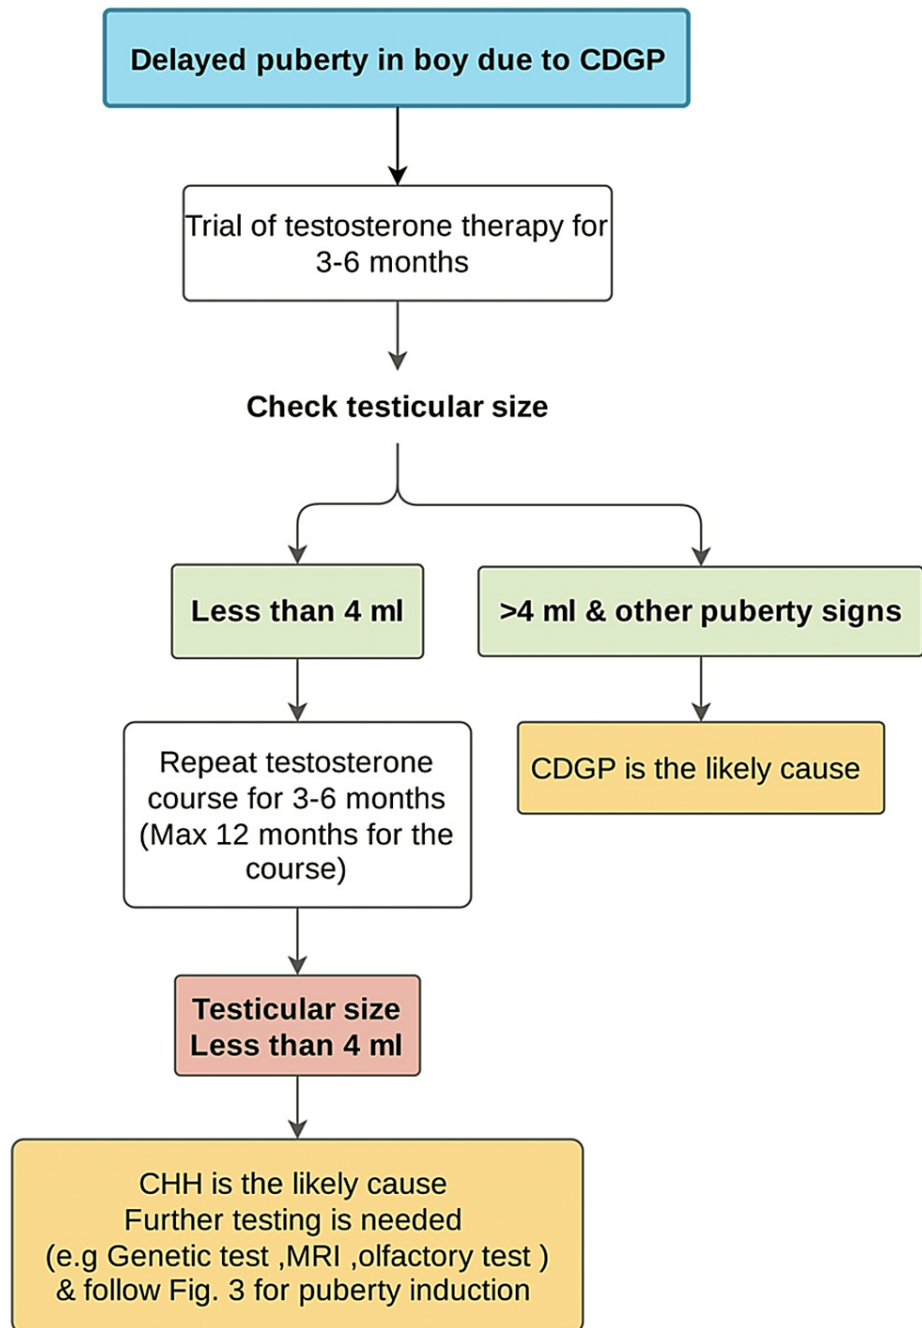 Delayed puberty in boy due to CDGP
Trial of testosterone therapy for
3-6 months
Check testicular size
Less than 4 ml
>4 ml & other puberty signs
Repeat testosterone
course for 3-6 months
(Max 12 months for the
course)
CDGP is the likely cause
Testicular size
Less than 4 ml
CHH is the likely cause
Further testing is needed
(e.g Genetic test ,MRI ,olfactory test )
& follow Fig. 3 for puberty induction